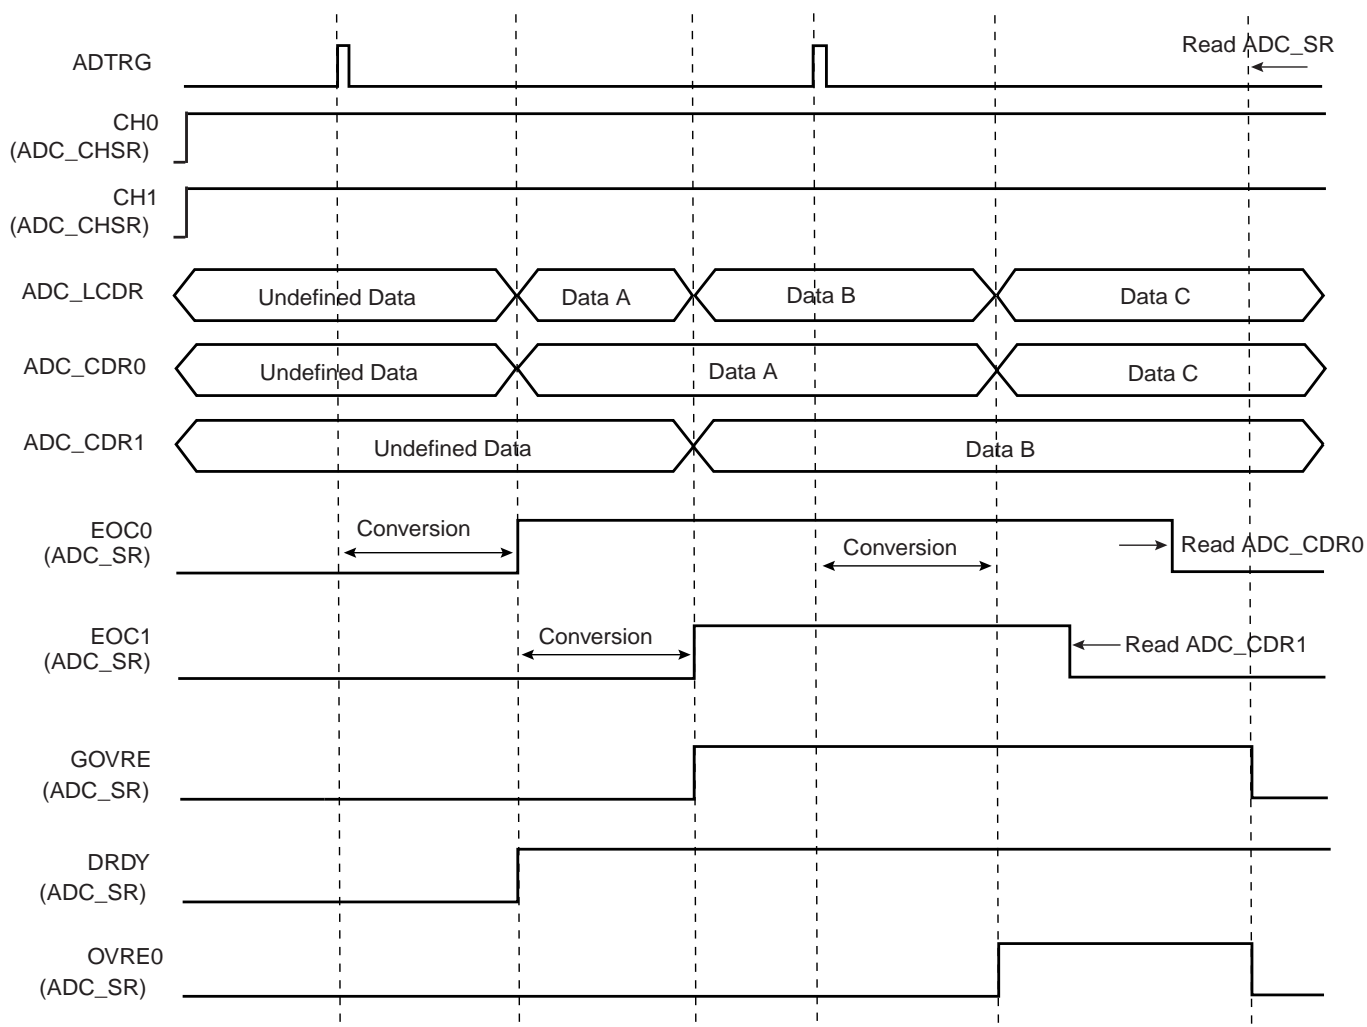 Read ADC_SR
ADTRG
CH0
(ADC_CHSR)
CH1
(ADC_CHSR)
ADC_LCDR
Undefined Data
Data A
Data B
Data C
ADC_CDR0
Undefined Data
Data A
Data C
ADC_CDR1
Undefined Data
Data B
EOC0
(ADC_SR)
Conversion
Conversion
Read ADC_CDR0
EOC1
(ADC_SR)
Conversion
Read ADC_CDR1
GOVRE
(ADC_SR)
DRDY
(ADC_SR)
OVRE0
(ADC_SR)